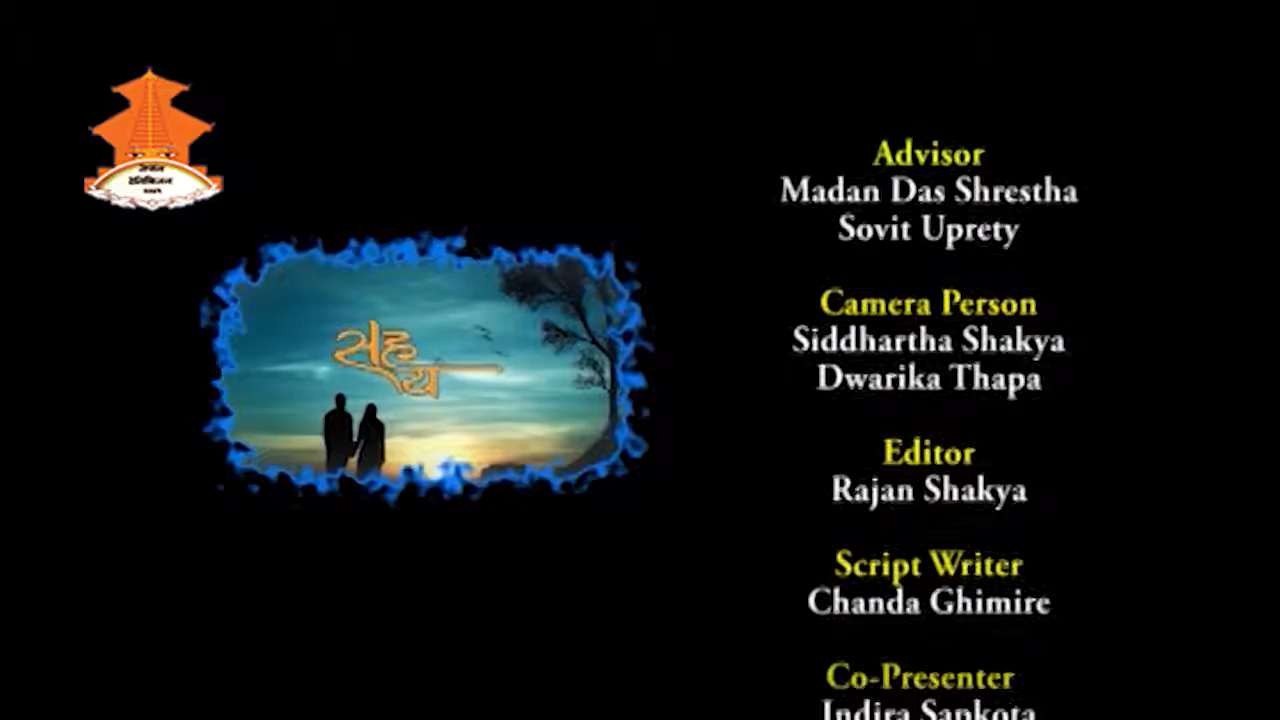 नेपाल
टेलिभिजन
Advisor
Madan Das Shrestha
Sovit Uprety
Camera Person
Siddhartha Shakya
Dwarika Thapa
Editor
Rajan Shakya
Script Writer
Chanda Ghimire
Co-Presenter
Indira Sapkota